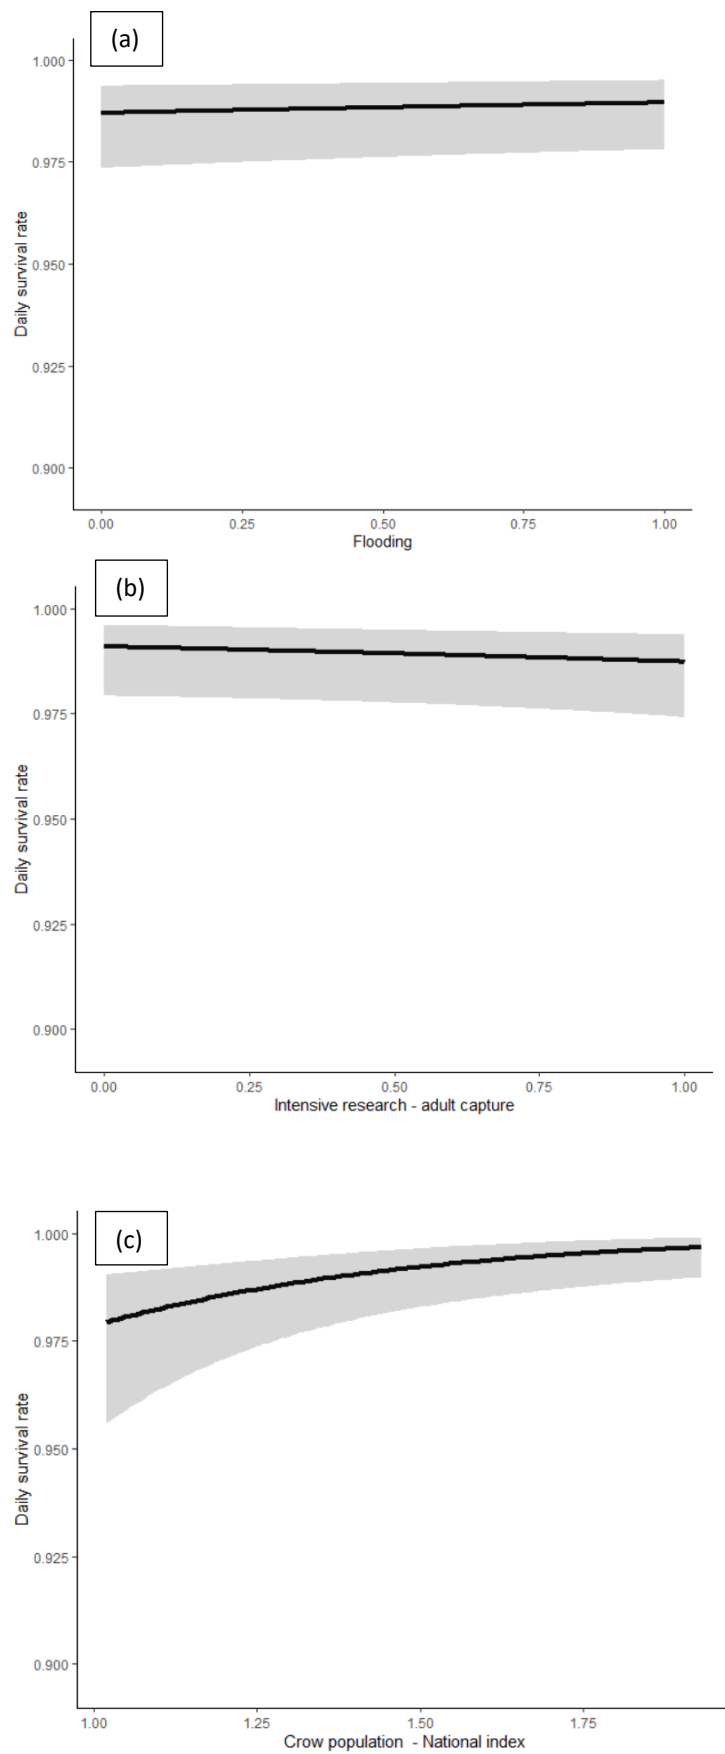 (a)
1.000
0.975
0.950
0.925
0.900
Daily survival rate
0.00 0.25 0.50 0.75 1.00
Flooding
(b)
1.000
0.975
0.950
0.925
0.900
Daily survival rate
0.00 0.25 0.50 0.75 1.00
Intensive research - adult capture
(c)
1.000
0.975
0.950
0.925
0.900
Daily survival rate
1.00 1.25 1.50 1.75
Crow population - National index